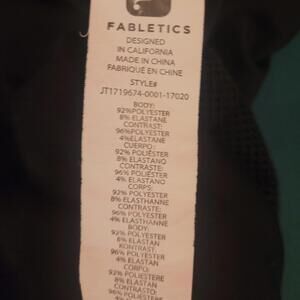 FABLETICS
DESIGNED
IN CALIFORNIA
MADE IN CHINA
FABRIQUÉ EN CHINE
STYLE#
JT1719674-0001-17020
BODY:
92%POLYESTER
8% ELASTANE
CONTRAST:
96%POLYESTER
4%ELASTANE
CUERPO:
92% POLIÉSTER
8% ELASTANO
CONTRASTE:
96% POLIÉSTER
4% ELASTANO
CORPS:
92% POLYESTER
8% ELASTHANNE
CONTRASTE:
96% POLYESTER
4% ELASTHANNE
BODY:
92% POLYESTER
8% ELASTAN
KONTRAST:
96% POLYESTER
4% ELASTAN
CORPO:
92% POLIESTERE
8% ELASTAN
CONTRASTO:
96% POLIESTERE